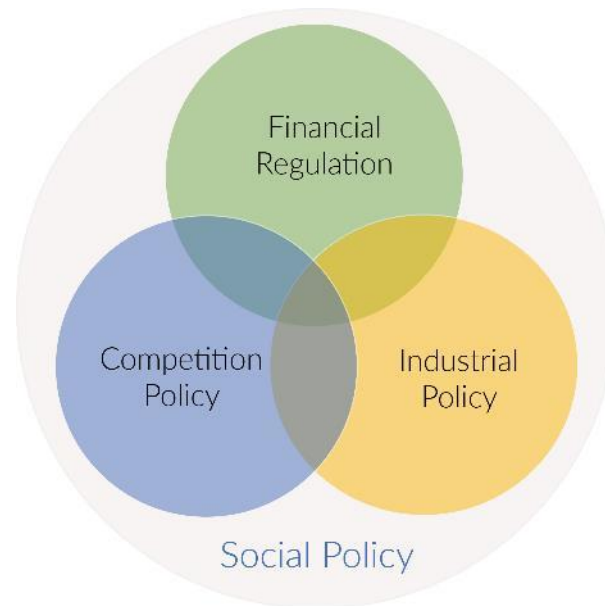 Financial
Regulation
Competition
Policy
Industrial
Policy
Social Policy